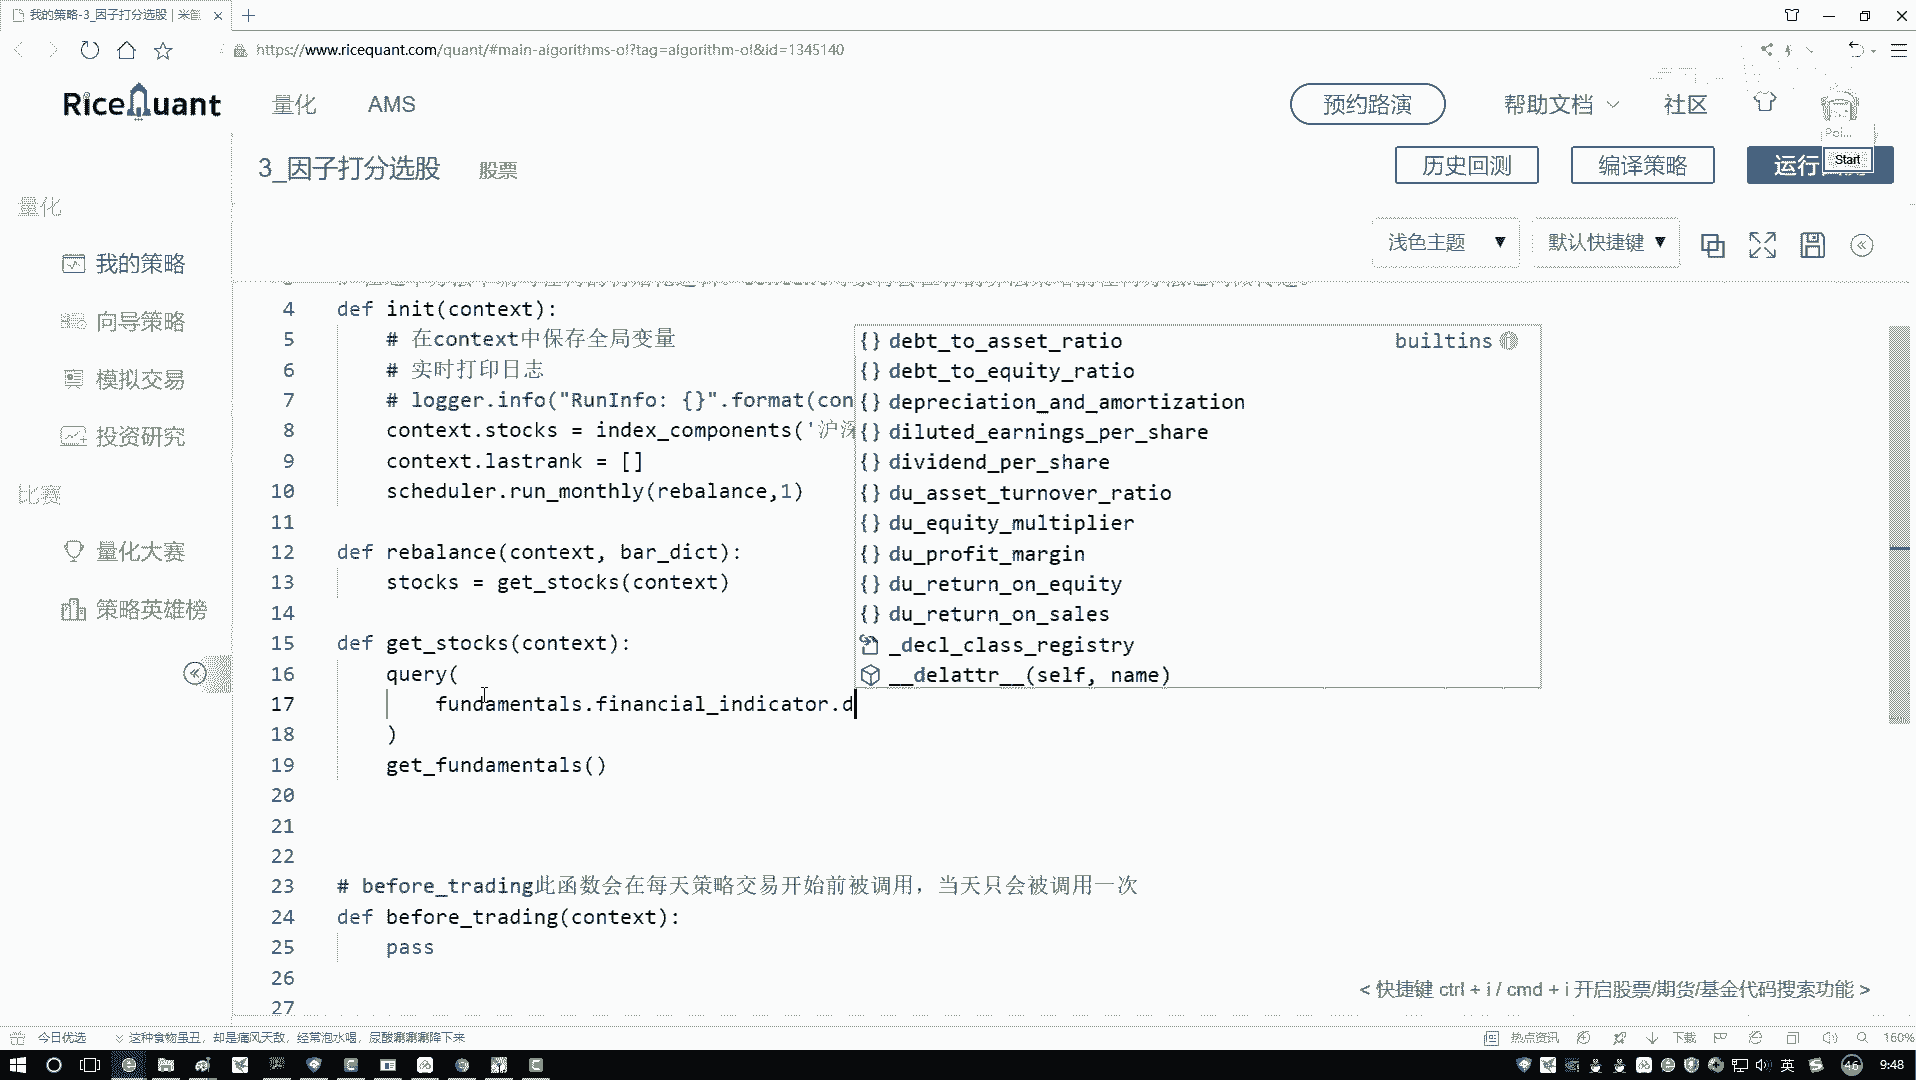 我的策略-3_因子打分选股 | 米筐
https://www.ricequant.com/quant/#main-algorithms-ol?tag=algorithm-ol&id=1345140
RiceQuant 量化 AMS 预约路演 帮助文档 社区
Poi...
3_因子打分选股 股票 历史回测 编译策略 运行
Start
量化
浅色主题 ▼ 默认快捷键 ▼
我的策略
向导策略
模拟交易
投资研究
比赛
量化大赛
策略英雄榜
4 def init(context):
5 # 在context中保存全局变量
6 # 实时打印日志
7 # logger.info("RunInfo: {}".format(con
8 context.stocks = index_components('沪深
9 context.lastrank = []
10 scheduler.run_monthly(rebalance,1)
11
12 def rebalance(context, bar_dict):
13 stocks = get_stocks(context)
14
15 def get_stocks(context):
16 query(
17 fundamentals.financial_indicator.d
18 )
19 get_fundamentals()
20
21
22
23 # before_trading此函数会在每天策略交易开始前被调用，当天只会被调用一次
24 def before_trading(context):
25 pass
26
27
{} debt_to_asset_ratio builtins
{} debt_to_equity_ratio
{} depreciation_and_amortization
{} diluted_earnings_per_share
{} dividend_per_share
{} du_asset_turnover_ratio
{} du_equity_multiplier
{} du_profit_margin
{} du_return_on_equity
{} du_return_on_sales
_decl_class_registry
__delattr__(self, name)
< 快捷键 ctrl + i / cmd + i 开启股票/期货/基金代码搜索功能 >
今日优选 这种食物虽丑，却是痛风天敌，经常泡水喝，尿酸唰唰唰降下来 热点资讯 下载 160%
英 46 9:48